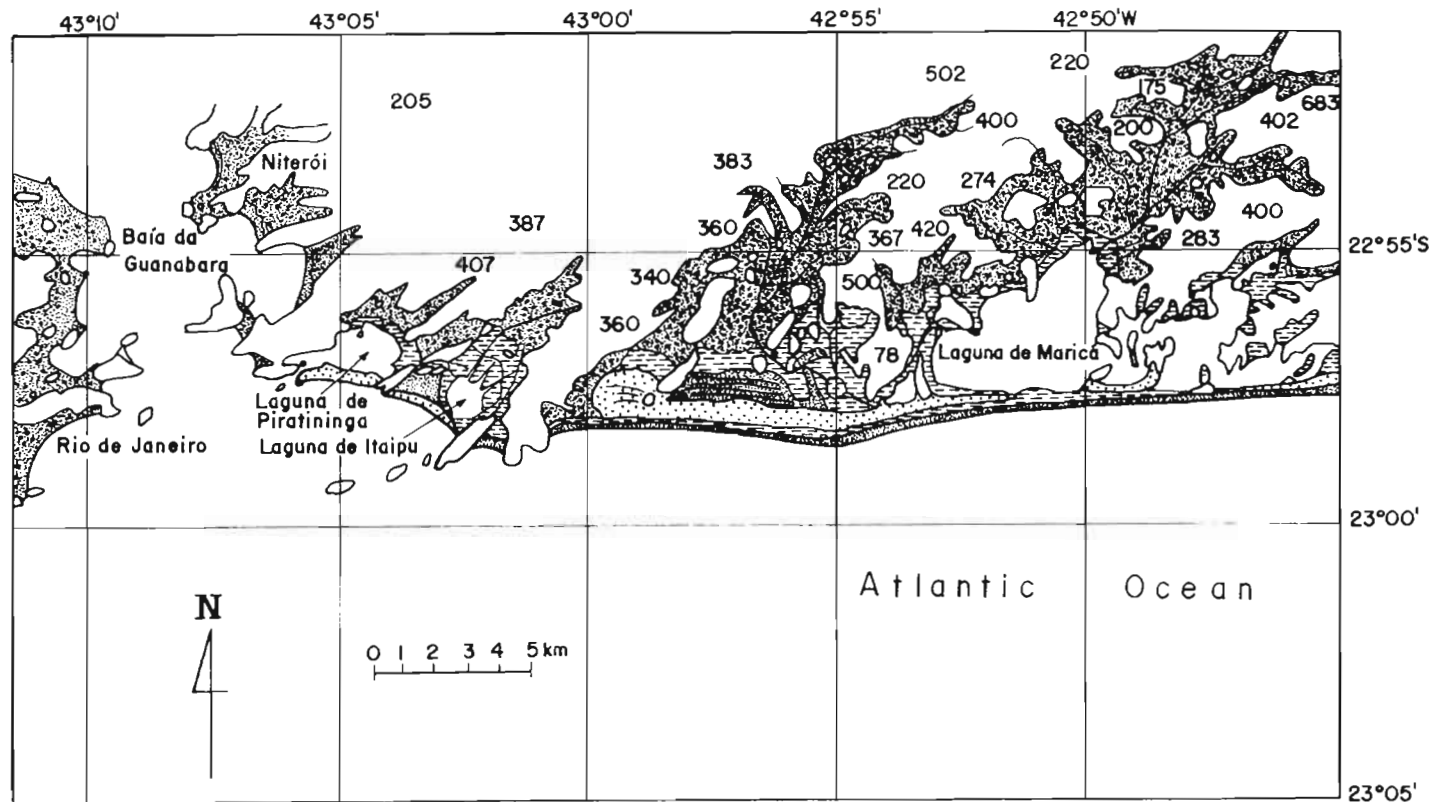 43°10'
43°05'
43°00'
42°55'
42°50'W
502
220
175
683
205
400
200
402
Niterói
383
220
274
400
387
360
367
420
283
Baía da
Guanabara
22°55'S
407
340
500
360
78
Laguna de Maricá
Laguna de
Piratininga
Laguna de Itaipu
Rio de Janeiro
23°00'
Atlantic Ocean
N
0 1 2 3 4 5 km
23°05'